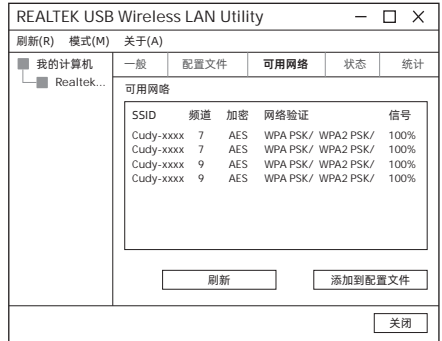 REALTEK USB Wireless LAN Utility
刷新(R) 模式(M) 关于(A)
我的计算机
Realtek...
一般 配置文件 可用网络 状态 统计
可用网咯
SSID 频道 加密 网络验证 信号
Cudy-xxxx 7 AES WPA PSK/ WPA2 PSK/ 100%
Cudy-xxxx 7 AES WPA PSK/ WPA2 PSK/ 100%
Cudy-xxxx 9 AES WPA PSK/ WPA2 PSK/ 100%
Cudy-xxxx 9 AES WPA PSK/ WPA2 PSK/ 100%
刷新 添加到配置文件
关闭